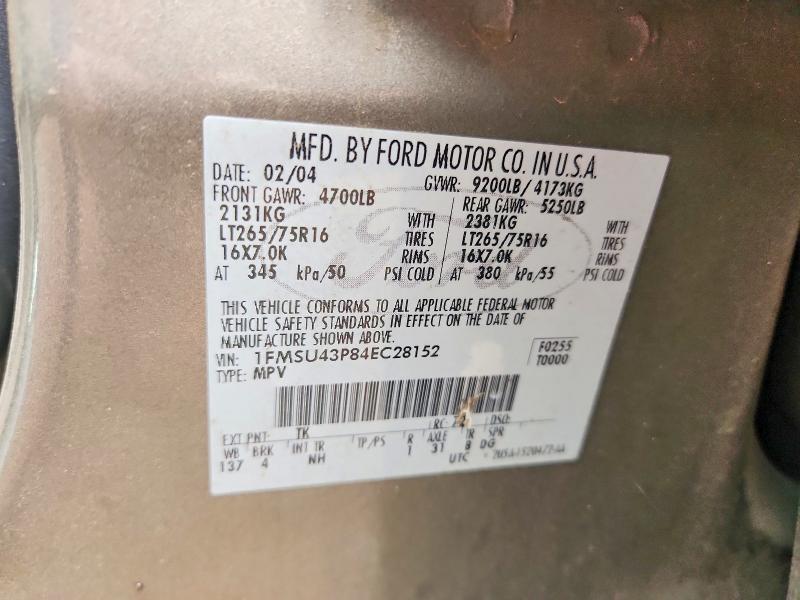 MFD. BY FORD MOTOR CO. IN U.S.A.
DATE: 02/04 GVWR: 9200LB/ 4173KG
FRONT GAWR: 4700LB REAR GAWR: 5250LB
2131KG WITH 2381KG WITH
LT265/75R16 TIRES LT265/75R16 TIRES
16X7.0K RIMS 16X7.0K RIMS
AT 345 kPa/50 PSI COLD AT 380 kPa/55 PSI COLD
Ford
THIS VEHICLE CONFORMS TO ALL APPLICABLE FEDERAL MOTOR
VEHICLE SAFETY STANDARDS IN EFFECT ON THE DATE OF
MANUFACTURE SHOWN ABOVE.
VIN: 1FMSU43P84EC28152 F0255
TYPE: MPV T0000
EXT PNT: TK RC: 24 DSO:
WB BRK INT TR TP/PS R AXLE TR SPR
137 4 NH 1 31 B DG
UTC